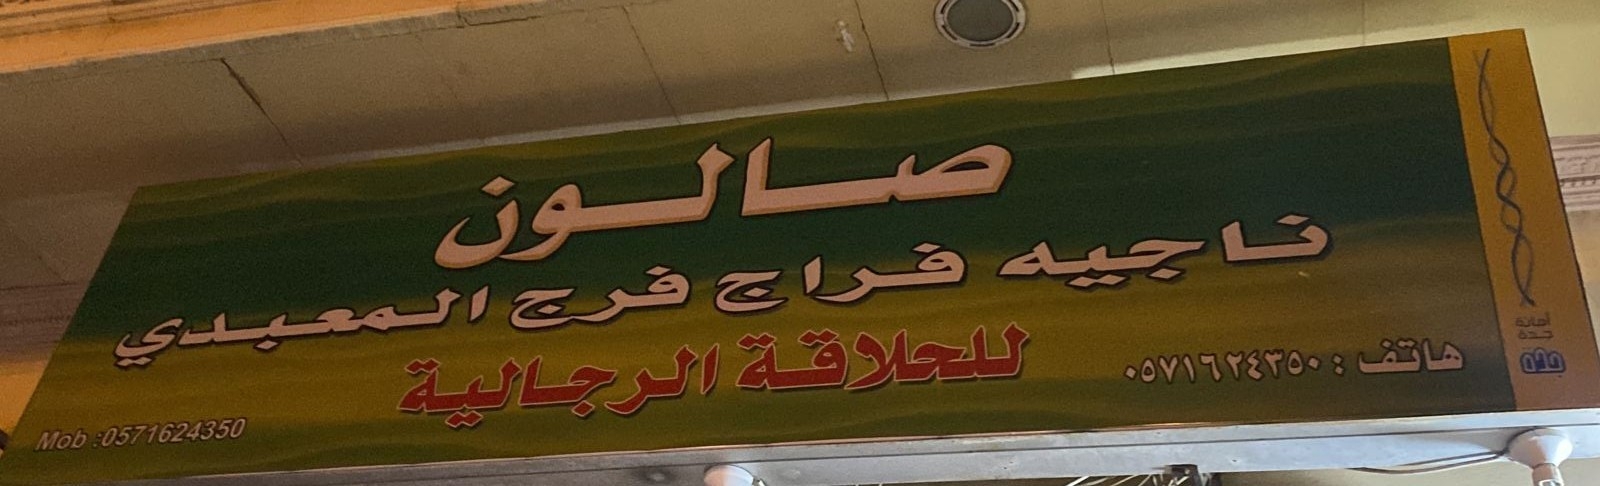 صالون
ناجيه فراج فرج المعبدي
للحلاقة الرجالية
هاتف : ٠٥٧١٦٢٤٣٥٠
Mob :0571624350
أمانة
جدة